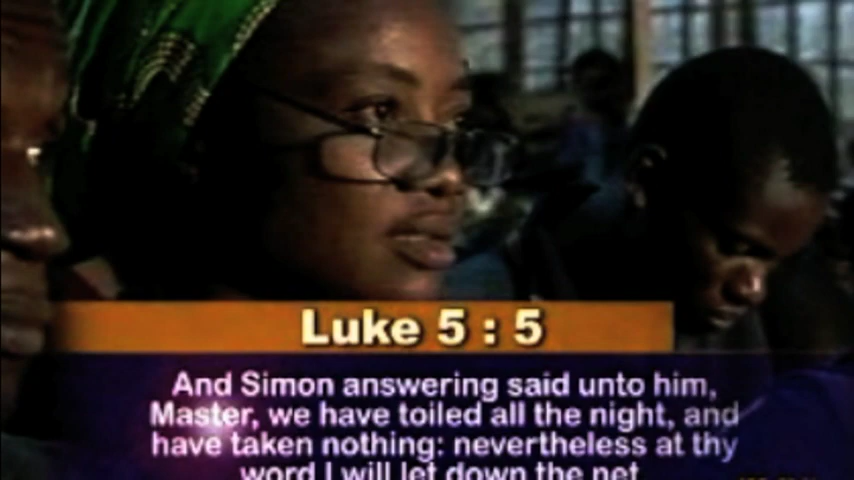 Luke 5 : 5
And Simon answering said unto him,
Master, we have toiled all the night, and
have taken nothing: nevertheless at thy
word I will let down the net